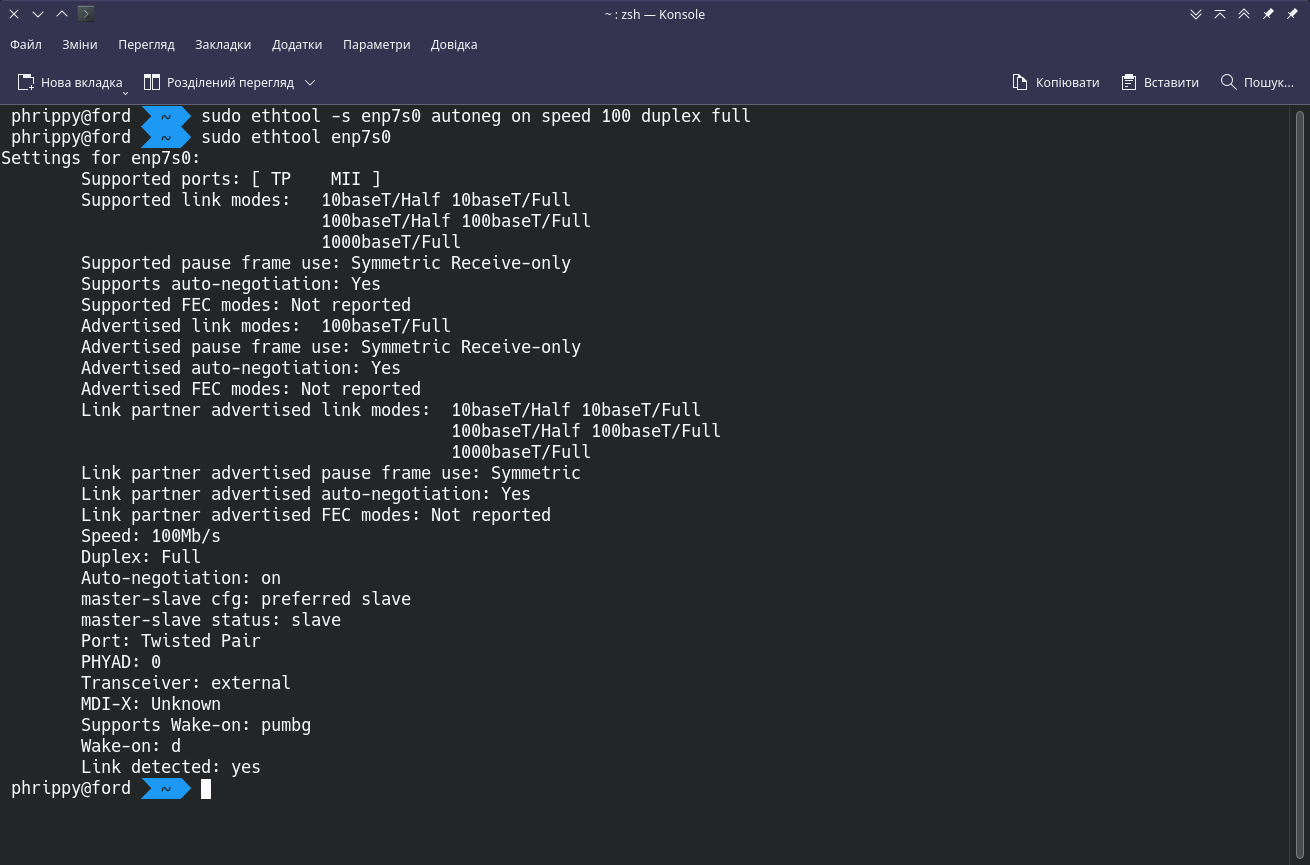 ~ : zsh — Konsole
Файл Зміни Перегляд Закладки Додатки Параметри Довідка
Нова вкладка Розділений перегляд Копіювати Вставити Пошук...
phrippy@ford ~ sudo ethtool -s enp7s0 autoneg on speed 100 duplex full
phrippy@ford ~ sudo ethtool enp7s0
Settings for enp7s0:
Supported ports: [ TP    MII ]
Supported link modes:   10baseT/Half 10baseT/Full
100baseT/Half 100baseT/Full
1000baseT/Full
Supported pause frame use: Symmetric Receive-only
Supports auto-negotiation: Yes
Supported FEC modes: Not reported
Advertised link modes:  100baseT/Full
Advertised pause frame use: Symmetric Receive-only
Advertised auto-negotiation: Yes
Advertised FEC modes: Not reported
Link partner advertised link modes:  10baseT/Half 10baseT/Full
100baseT/Half 100baseT/Full
1000baseT/Full
Link partner advertised pause frame use: Symmetric
Link partner advertised auto-negotiation: Yes
Link partner advertised FEC modes: Not reported
Speed: 100Mb/s
Duplex: Full
Auto-negotiation: on
master-slave cfg: preferred slave
master-slave status: slave
Port: Twisted Pair
PHYAD: 0
Transceiver: external
MDI-X: Unknown
Supports Wake-on: pumbg
Wake-on: d
Link detected: yes
phrippy@ford ~